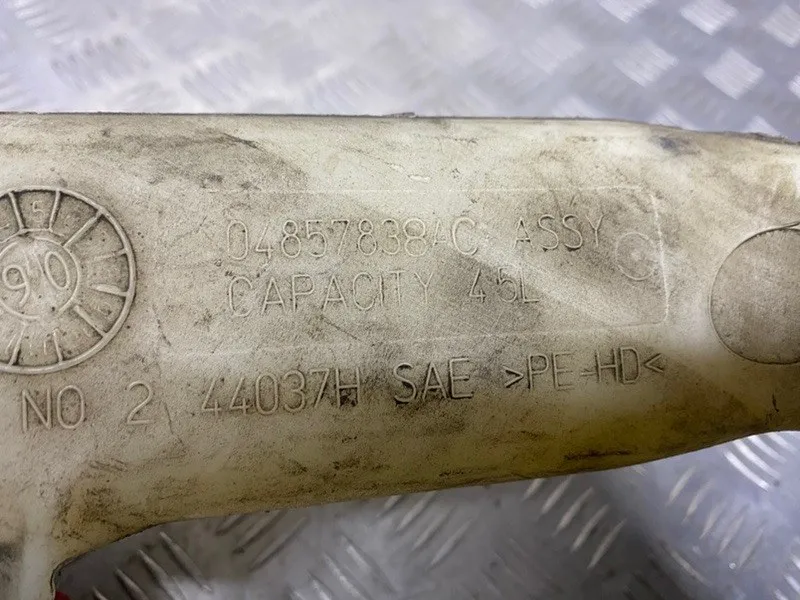 04857838AC ASSY
CAPACITY 4.5L
NO 2 44037H SAE >PE-HD<